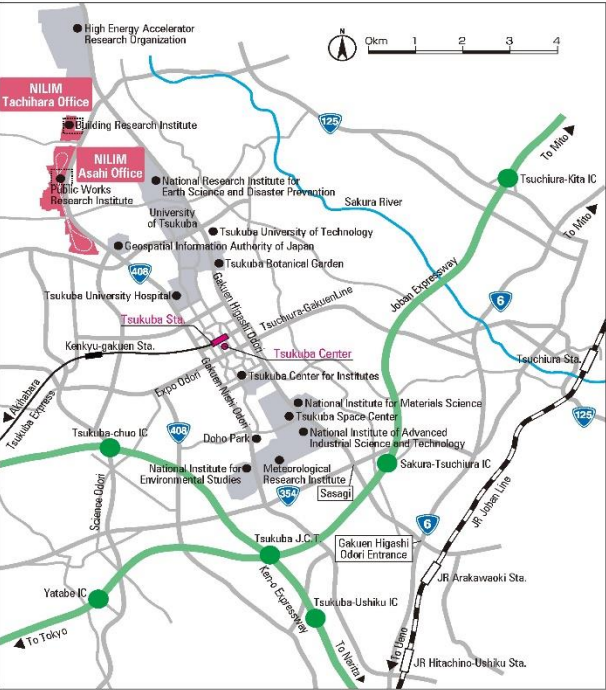 High Energy Accelerator
Research Organization
0km 1 2 3 4
NILIM
Tachihara Office
Building Research Institute
125
To Mito
NILIM
Asahi Office
Public Works
Research Institute
National Research Institute for
Earth Science and Disaster Prevention
Tsuchiura-Kita IC
University
of Tsukuba
Sakura River
To Mito
Tsukuba University of Technology
Geospatial Information Authority of Japan
408
Tsukuba Botanical Garden
Joban Expressway
6
Tsukuba University Hospital
Gakuen Higashi Odori
Tsuchiura-GakuenLine
Tsukuba Sta.
Kenkyu-gakuen Sta.
Tsukuba Center
Tsuchiura Sta.
Expo Odori
Gakuen Nishi Odori
Tsukuba Center for Institutes
Akihabara
Tsukuba Express
125
National Institute for Materials Science
Tsukuba Space Center
Tsukuba-chuo IC
408
Doho Park
National Institute of Advanced
Industrial Science and Technology
National Institute for
Environmental Studies
Meteorological
Research Institute
Sakura-Tsuchiura IC
354
Sasagi
Science Odori
JR Joban Line
6
Tsukuba J.C.T.
Gakuen Higashi
Odori Entrance
Ken-o Expressway
JR Arakawaoki Sta.
Yatabe IC
Tsukuba-Ushiku IC
To Tokyo
To Narita
To Ueno
JR Hitachino-Ushiku Sta.